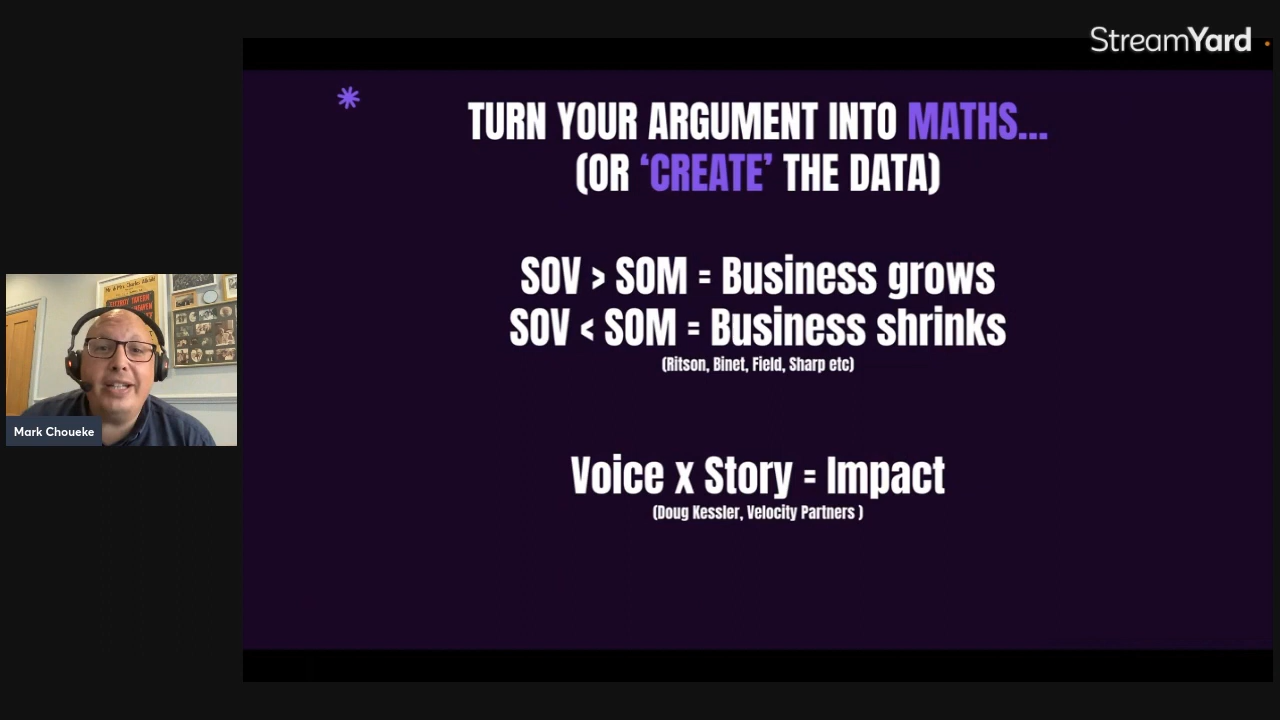 StreamYard
TURN YOUR ARGUMENT INTO MATHS...
(OR ‘CREATE’ THE DATA)
SOV > SOM = Business grows
SOV < SOM = Business shrinks
(Ritson, Binet, Field, Sharp etc)
Mark Choueke
Voice x Story = Impact
(Doug Kessler, Velocity Partners )